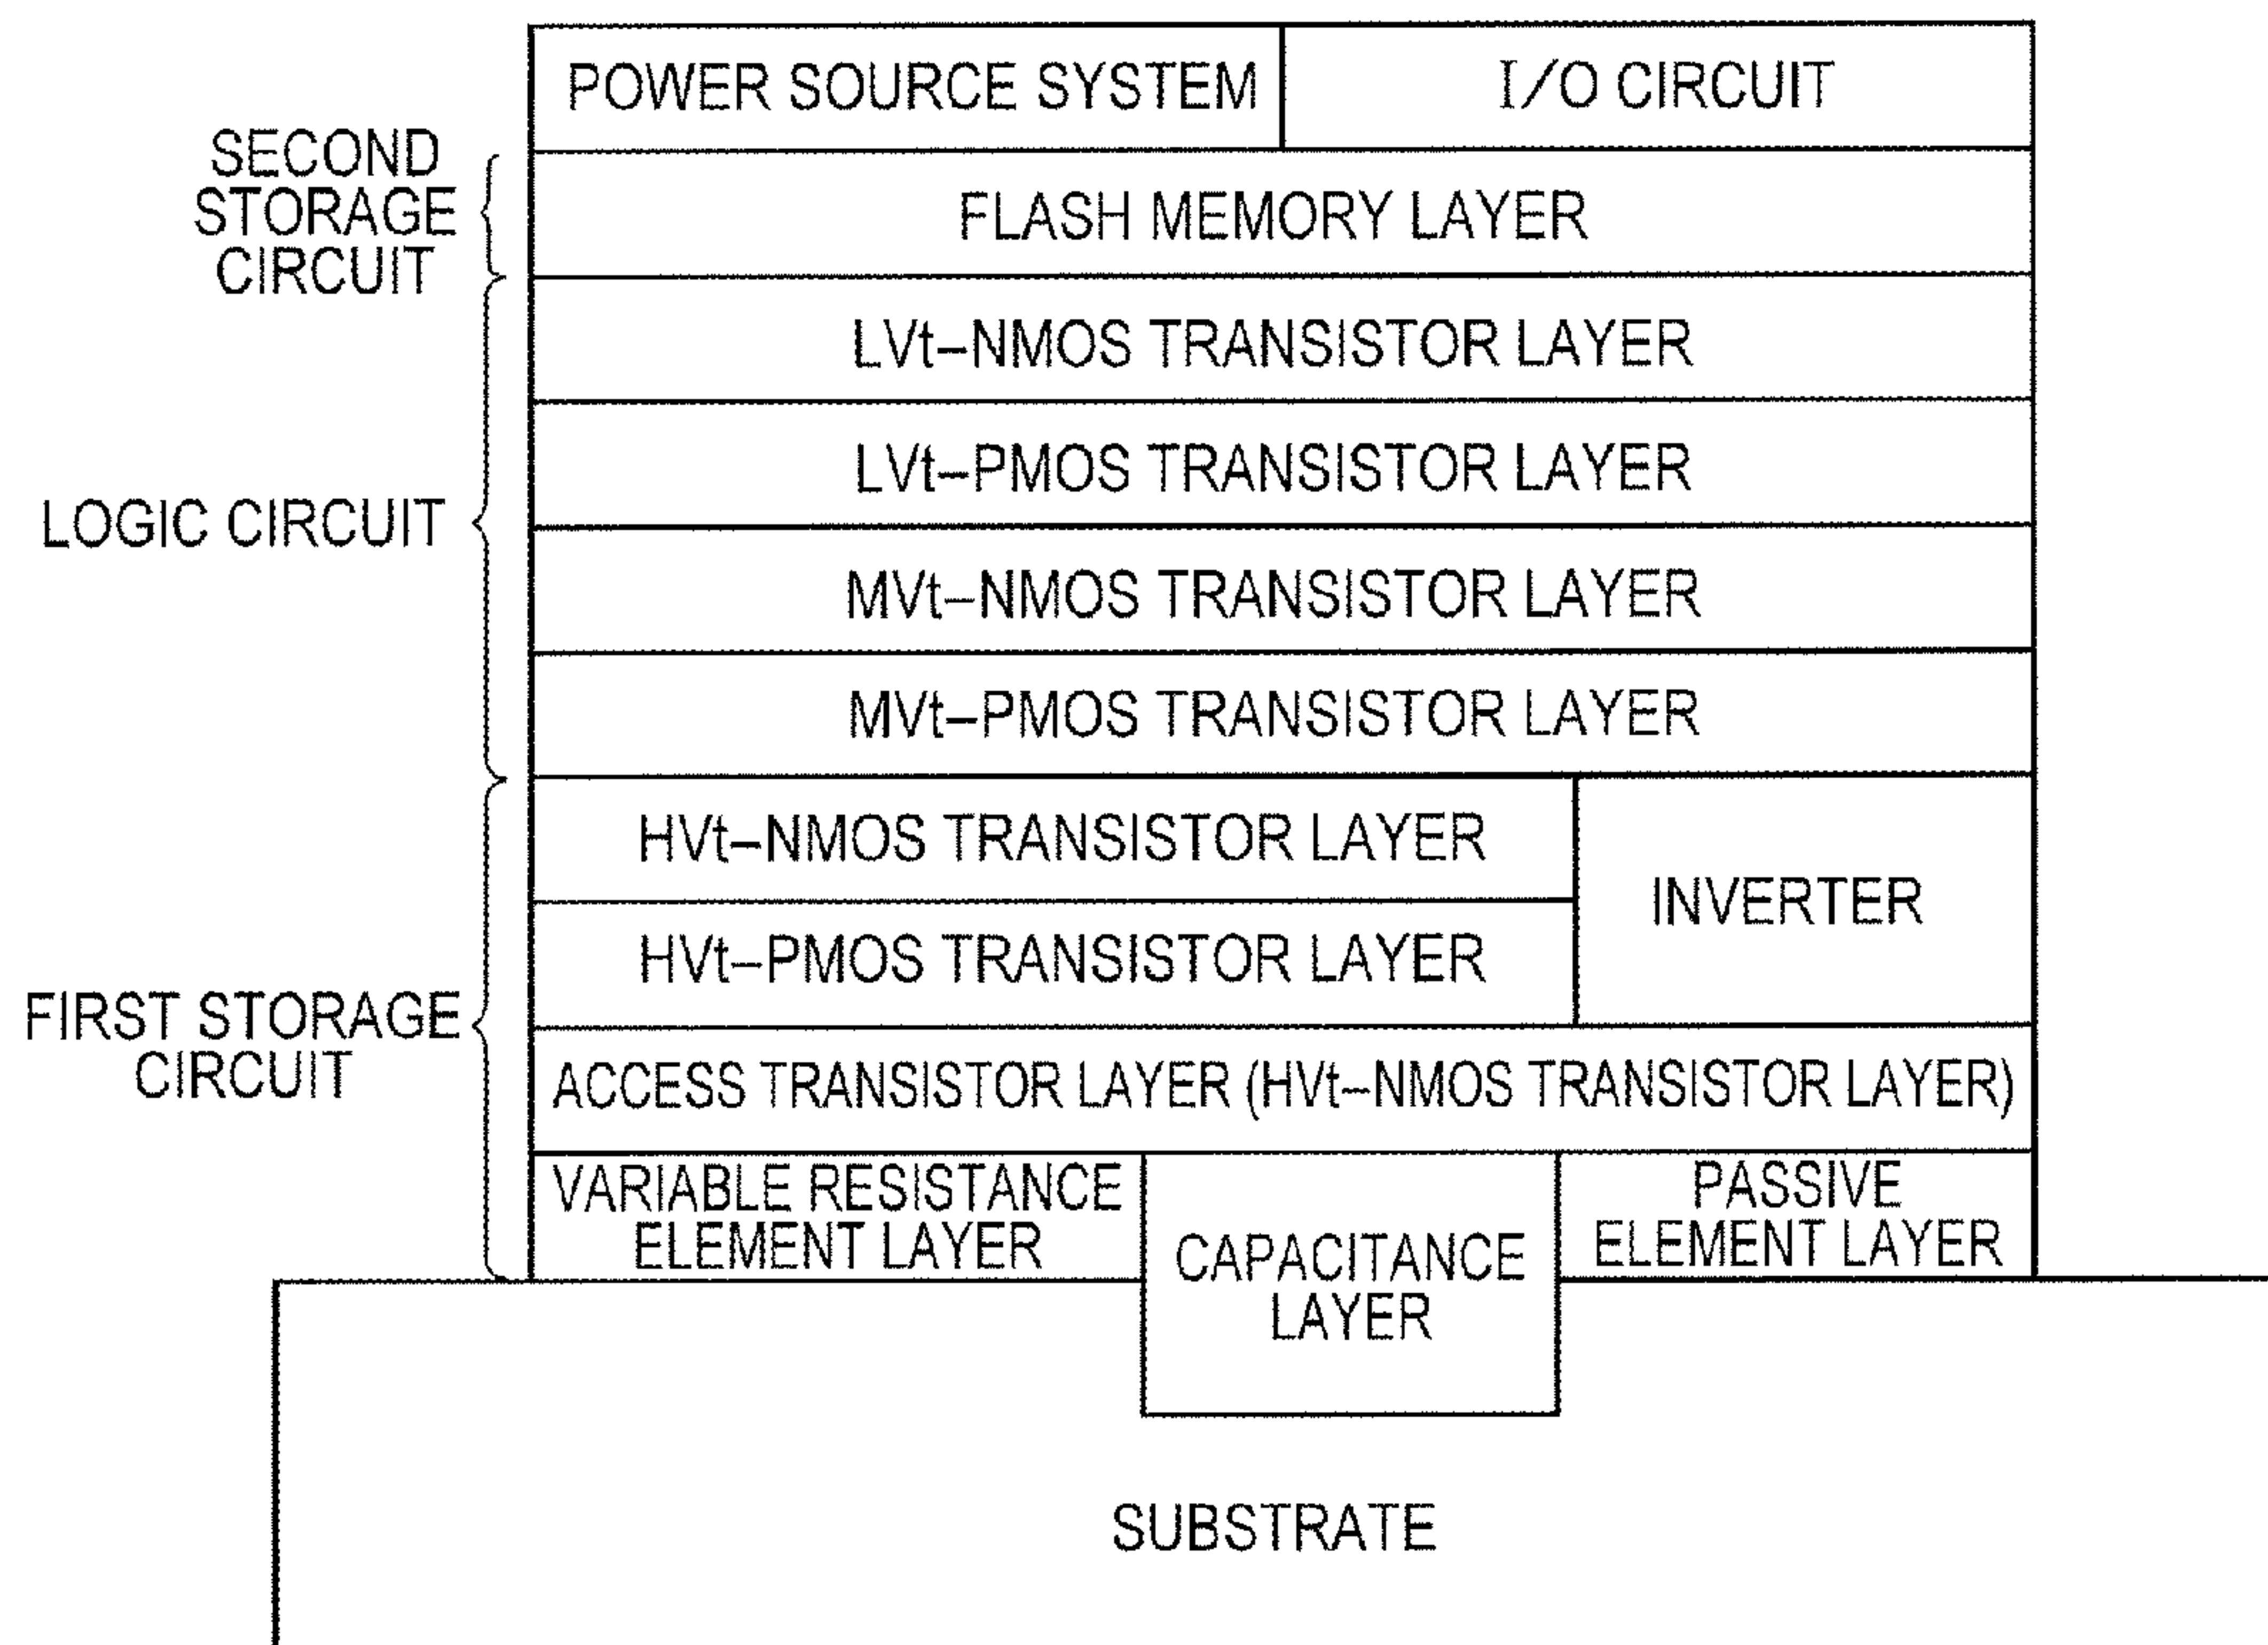 POWER SOURCE SYSTEM
I/O CIRCUIT
SECOND
STORAGE
CIRCUIT
FLASH MEMORY LAYER
LVt-NMOS TRANSISTOR LAYER
LVt-PMOS TRANSISTOR LAYER
LOGIC CIRCUIT
MVt-NMOS TRANSISTOR LAYER
MVt-PMOS TRANSISTOR LAYER
HVt-NMOS TRANSISTOR LAYER
INVERTER
HVt-PMOS TRANSISTOR LAYER
FIRST STORAGE
CIRCUIT
ACCESS TRANSISTOR LAYER (HVt-NMOS TRANSISTOR LAYER)
VARIABLE RESISTANCE
ELEMENT LAYER
CAPACITANCE
LAYER
PASSIVE
ELEMENT LAYER
SUBSTRATE